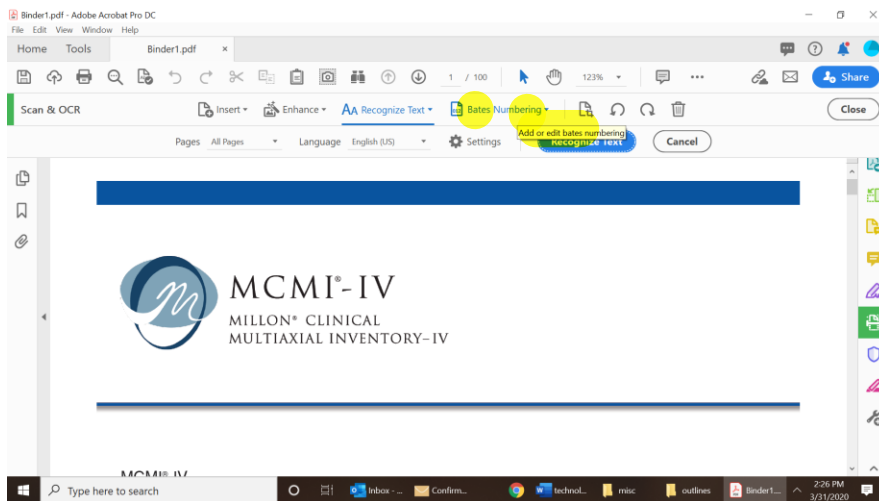 Binder1.pdf - Adobe Acrobat Pro DC
File Edit View Window Help
Home Tools Binder1.pdf ×
1 / 100 123%
Share
Scan & OCR Insert Enhance AA Recognize Text Bates Numbering Close
Add or edit bates numbering
Pages All Pages Language English (US) Settings Recognize Text Cancel
MCMI®-IV
MILLON® CLINICAL
MULTIAXIAL INVENTORY–IV
MCMI®-IV
Type here to search Inbox - ... Confirm... technol... misc outlines Binder1... 2:26 PM
3/31/2020